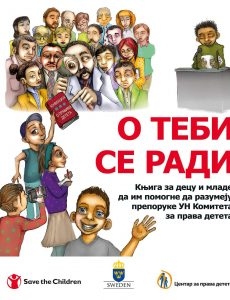 О ТЕБИ
СЕ РАДИ
Књига за децу и младе
да им помогне да разумеју
препоруке УН Комитета
за права детета
Save the Children
SWEDEN
Центар за права детета